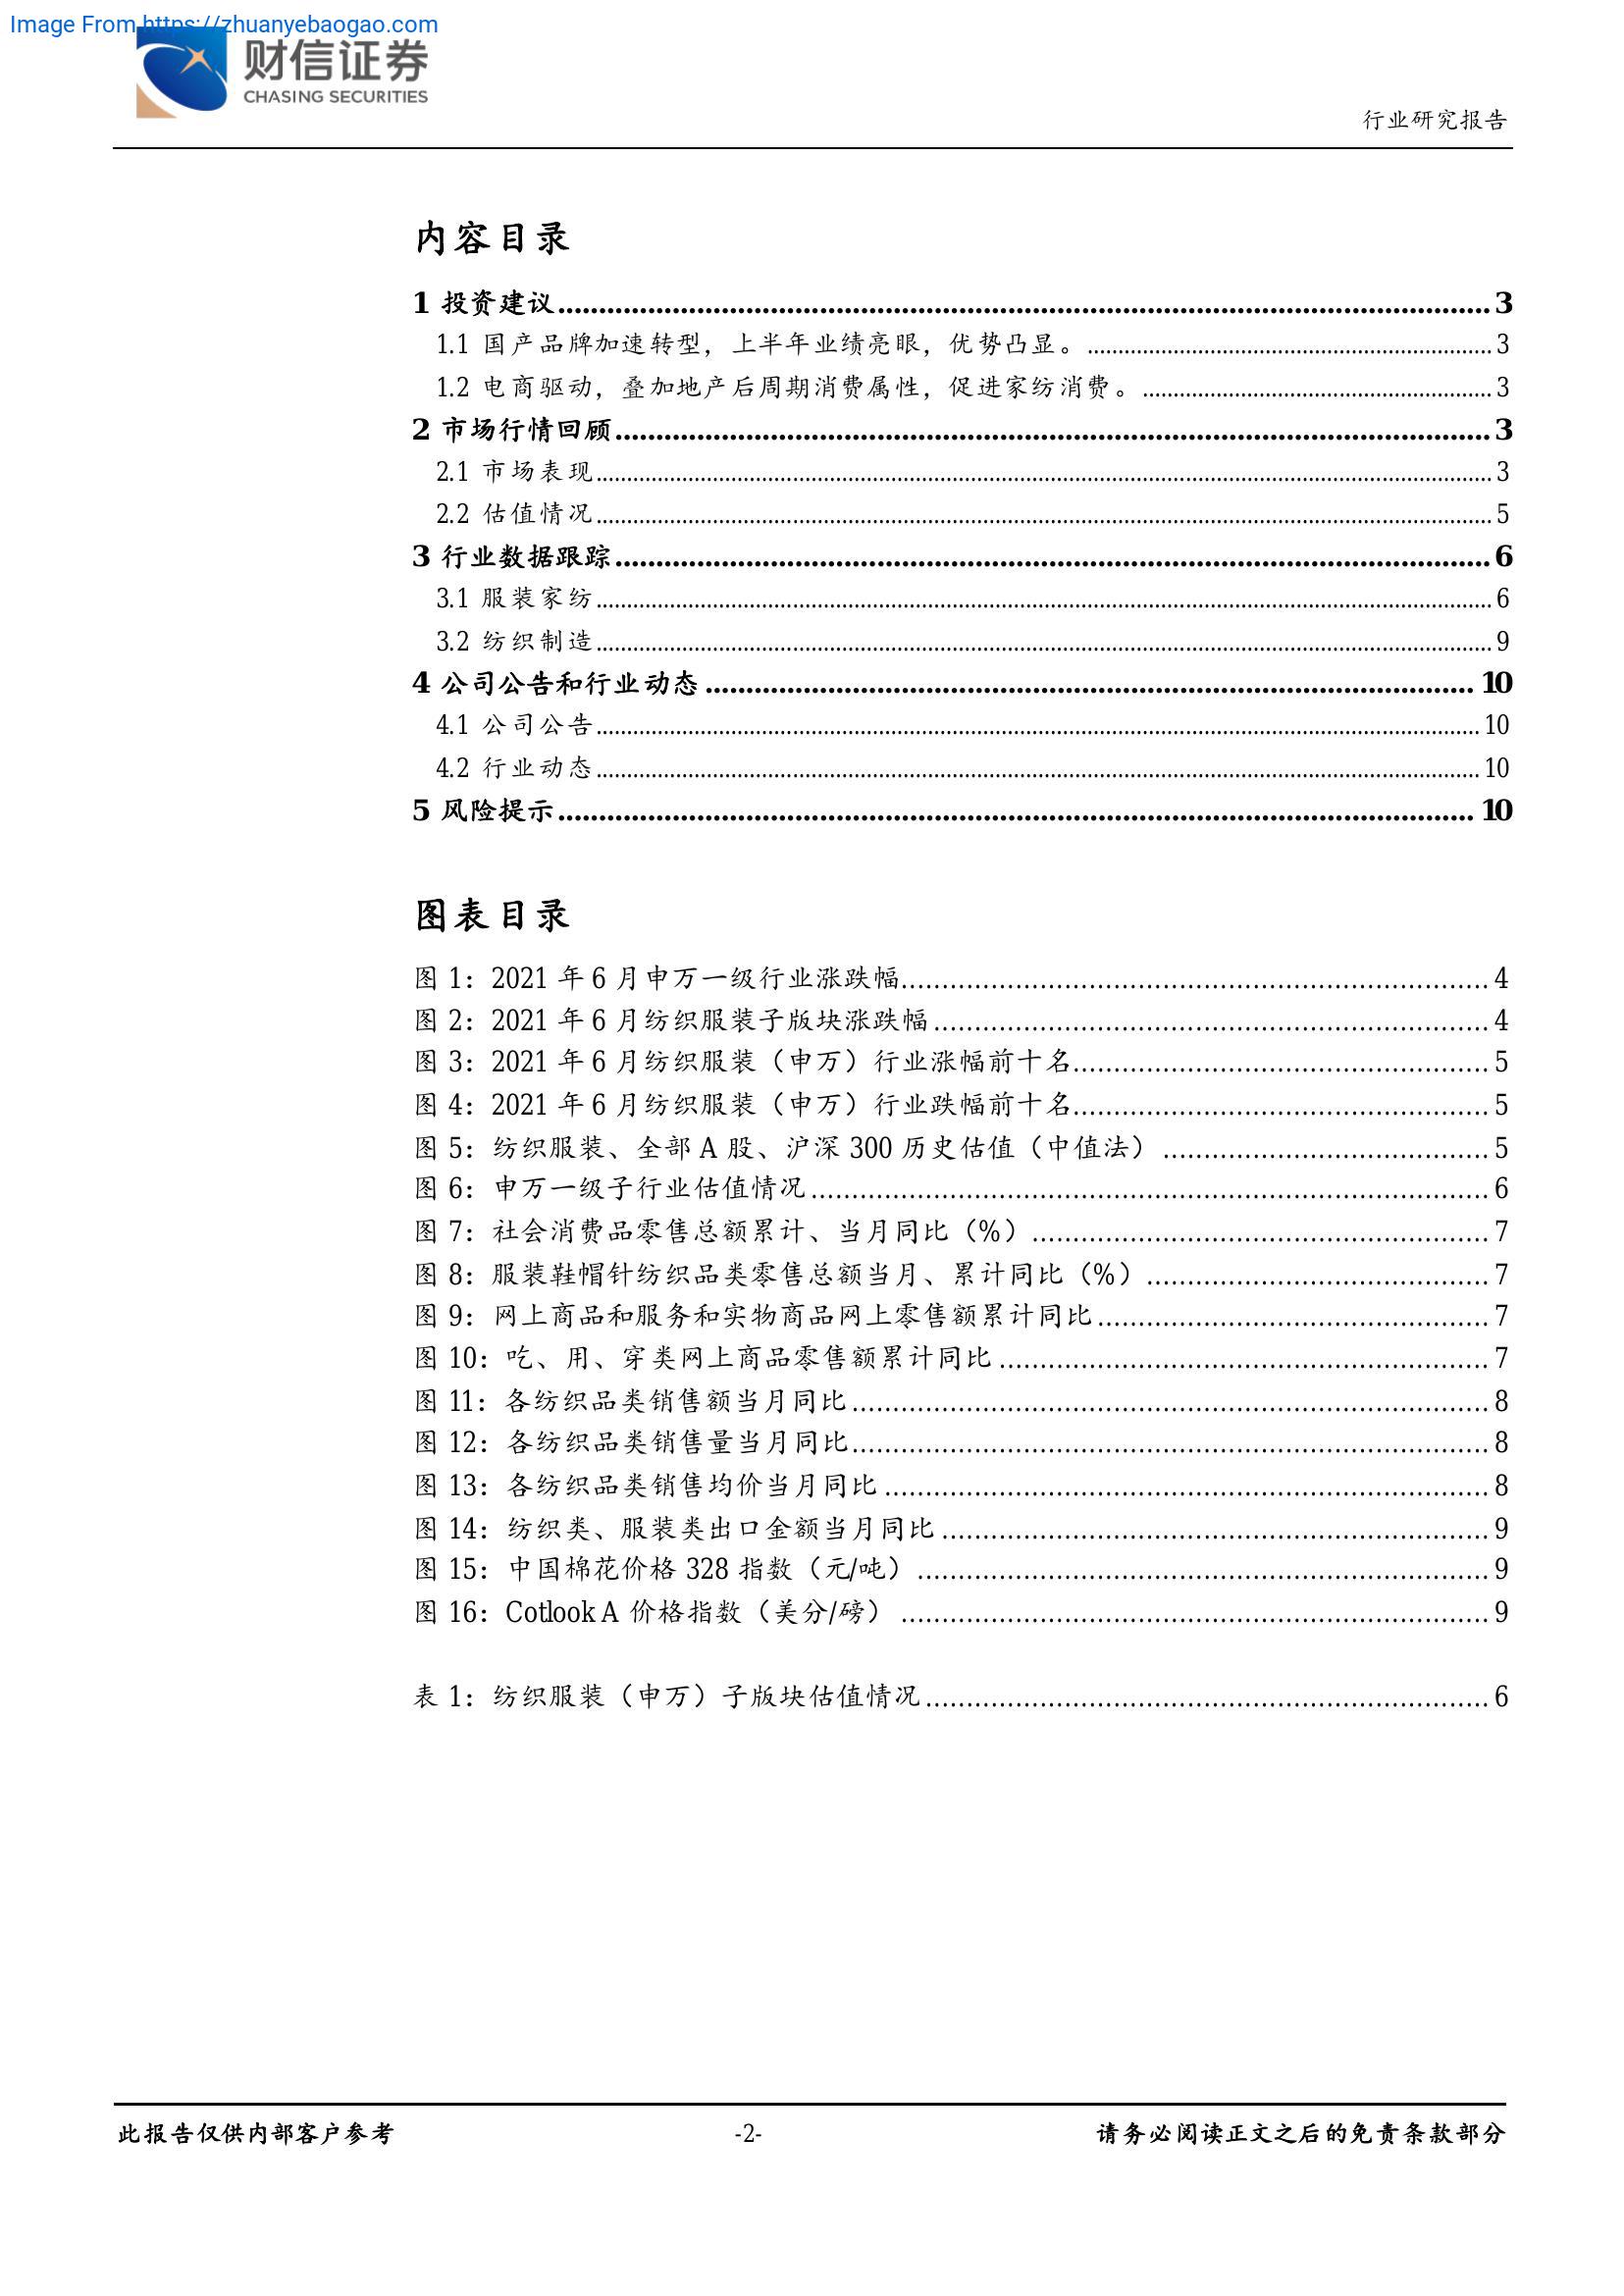 Image From https://zhuanyebaogao.com
财信证券
CHASING SECURITIES
行业研究报告
内容目录
1 投资建议........ 3
1.1 国产品牌加速转型，上半年业绩亮眼，优势凸显。........ 3
1.2 电商驱动，叠加地产后周期消费属性，促进家纺消费。........ 3
2 市场行情回顾........ 3
2.1 市场表现........ 3
2.2 估值情况........ 5
3 行业数据跟踪........ 6
3.1 服装家纺........ 6
3.2 纺织制造........ 9
4 公司公告和行业动态........ 10
4.1 公司公告........ 10
4.2 行业动态........ 10
5 风险提示........ 10
图表目录
图 1：2021 年 6 月申万一级行业涨跌幅........ 4
图 2：2021 年 6 月纺织服装子版块涨跌幅........ 4
图 3：2021 年 6 月纺织服装（申万）行业涨幅前十名........ 5
图 4：2021 年 6 月纺织服装（申万）行业跌幅前十名........ 5
图 5：纺织服装、全部 A 股、沪深 300 历史估值（中值法）........ 5
图 6：申万一级子行业估值情况........ 6
图 7：社会消费品零售总额累计、当月同比（%）........ 7
图 8：服装鞋帽针纺织品类零售总额当月、累计同比（%）........ 7
图 9：网上商品和服务和实物商品网上零售额累计同比........ 7
图 10：吃、用、穿类网上商品零售额累计同比........ 7
图 11：各纺织品类销售额当月同比........ 8
图 12：各纺织品类销售量当月同比........ 8
图 13：各纺织品类销售均价当月同比........ 8
图 14：纺织类、服装类出口金额当月同比........ 9
图 15：中国棉花价格 328 指数（元/吨）........ 9
图 16：Cotlook A 价格指数（美分/磅）........ 9
表 1：纺织服装（申万）子版块估值情况........ 6
此报告仅供内部客户参考
-2-
请务必阅读正文之后的免责条款部分